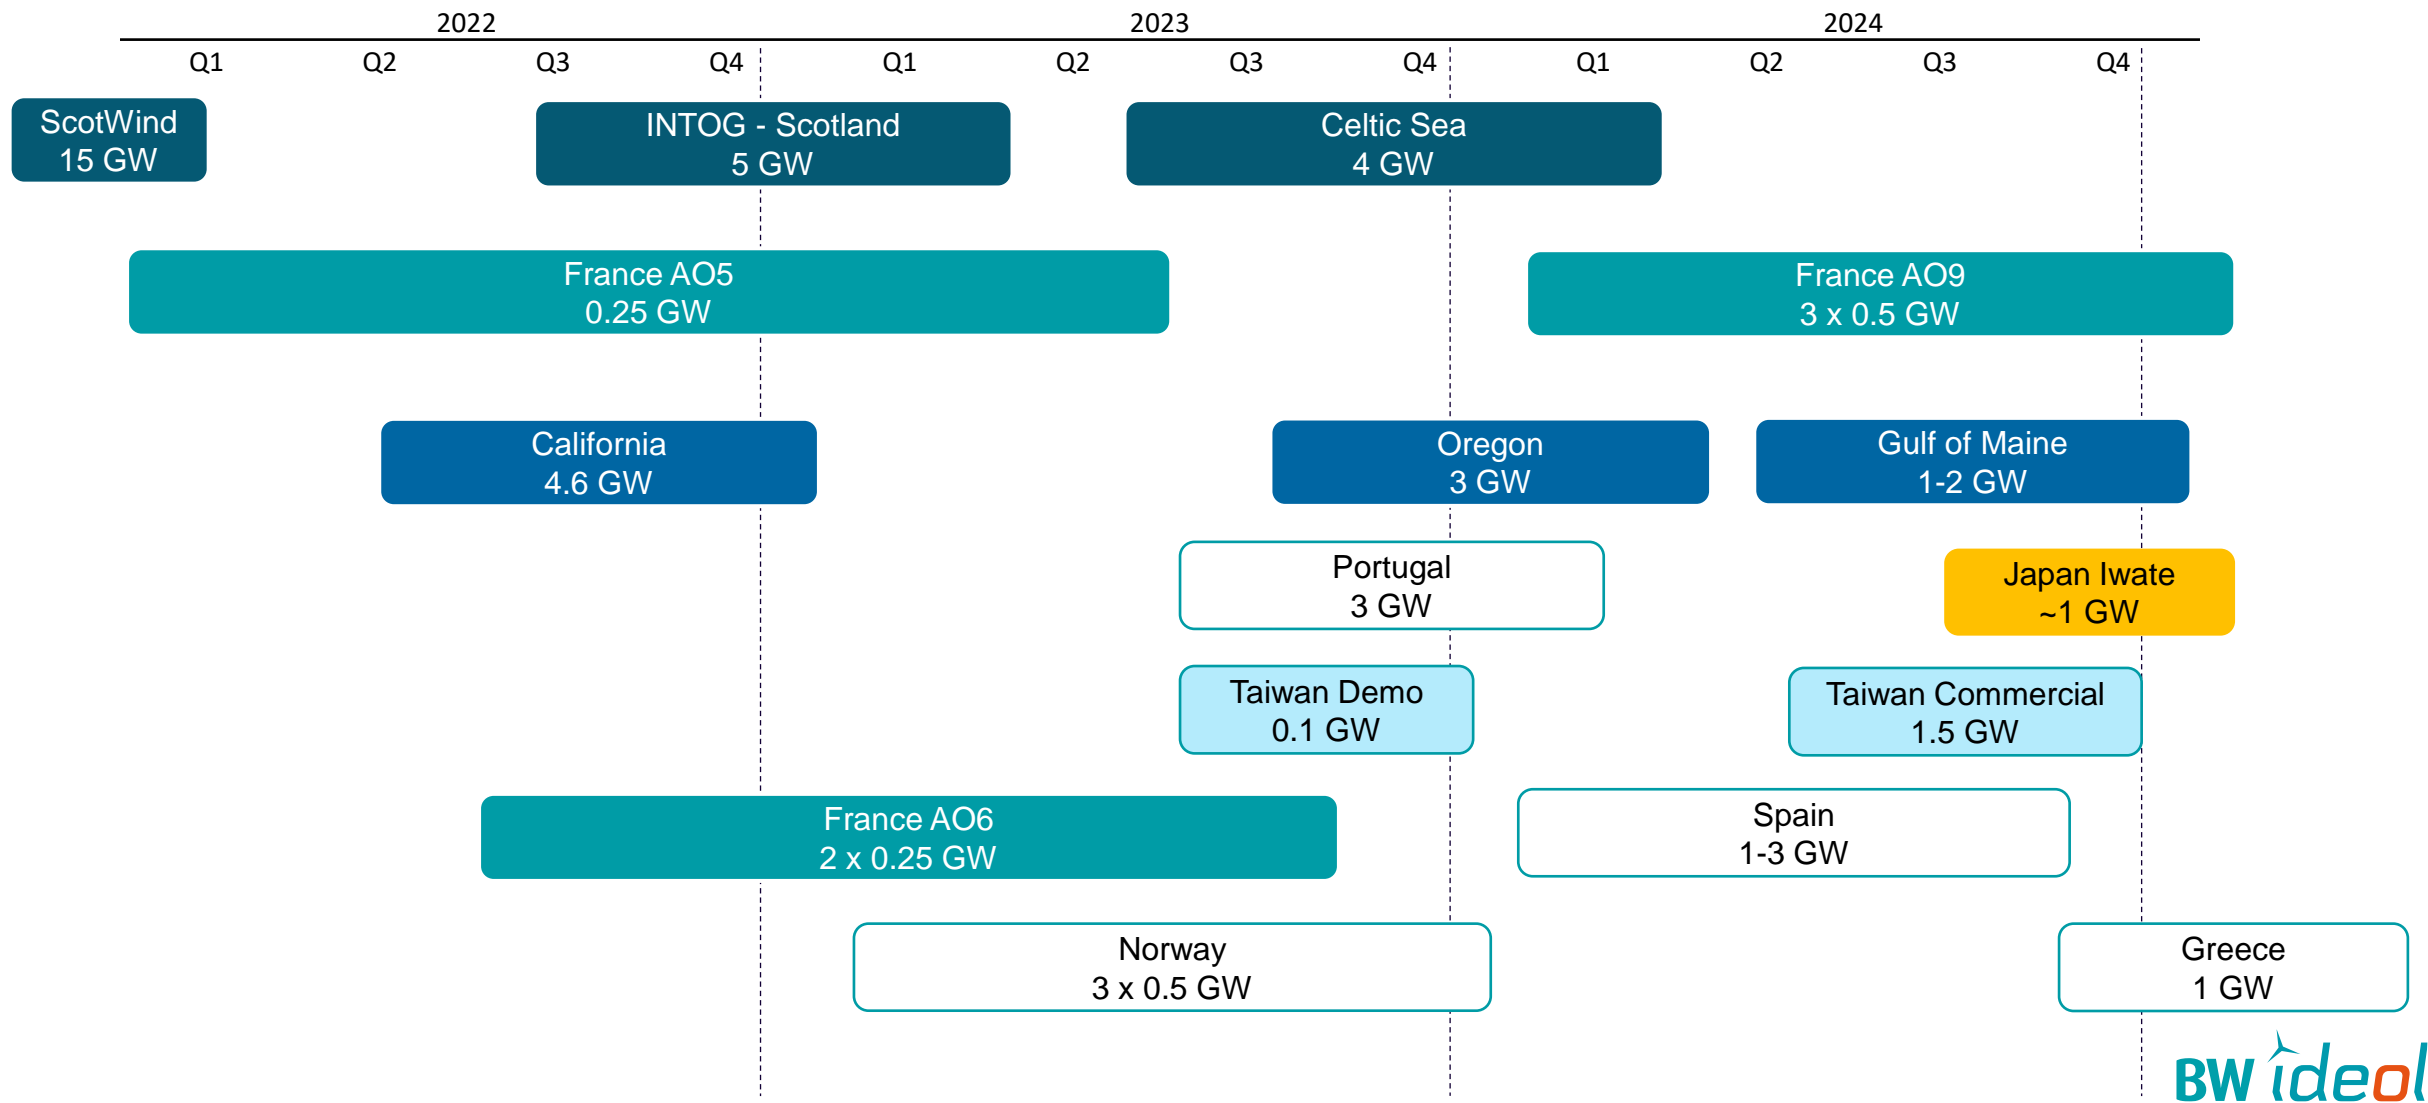 2022
2023
2024
Q1
Q2
Q3
Q4
Q1
Q2
Q3
Q4
Q1
Q2
Q3
Q4
ScotWind
15 GW
INTOG - Scotland
5 GW
Celtic Sea
4 GW
France AO5
0.25 GW
France AO9
3 x 0.5 GW
California
4.6 GW
Oregon
3 GW
Gulf of Maine
1-2 GW
Portugal
3 GW
Japan Iwate
~1 GW
Taiwan Demo
0.1 GW
Taiwan Commercial
1.5 GW
France AO6
2 x 0.25 GW
Spain
1-3 GW
Norway
3 x 0.5 GW
Greece
1 GW
BW ideol